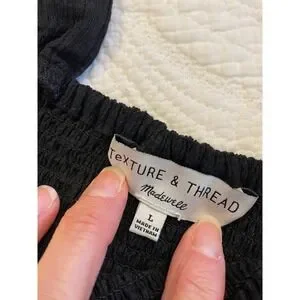 TEXTURE & THREAD
Madewell
L
MADE IN
VIETNAM